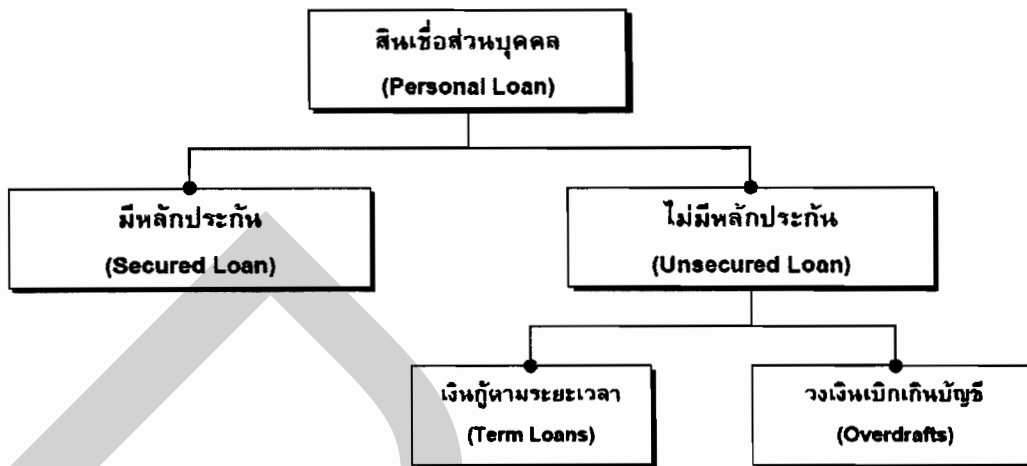 สินเชื่อส่วนบุคคล
(Personal Loan)
มีหลักประกัน
(Secured Loan)
ไม่มีหลักประกัน
(Unsecured Loan)
เงินกู้ตามระยะเวลา
(Term Loans)
วงเงินเบิกเกินบัญชี
(Overdrafts)